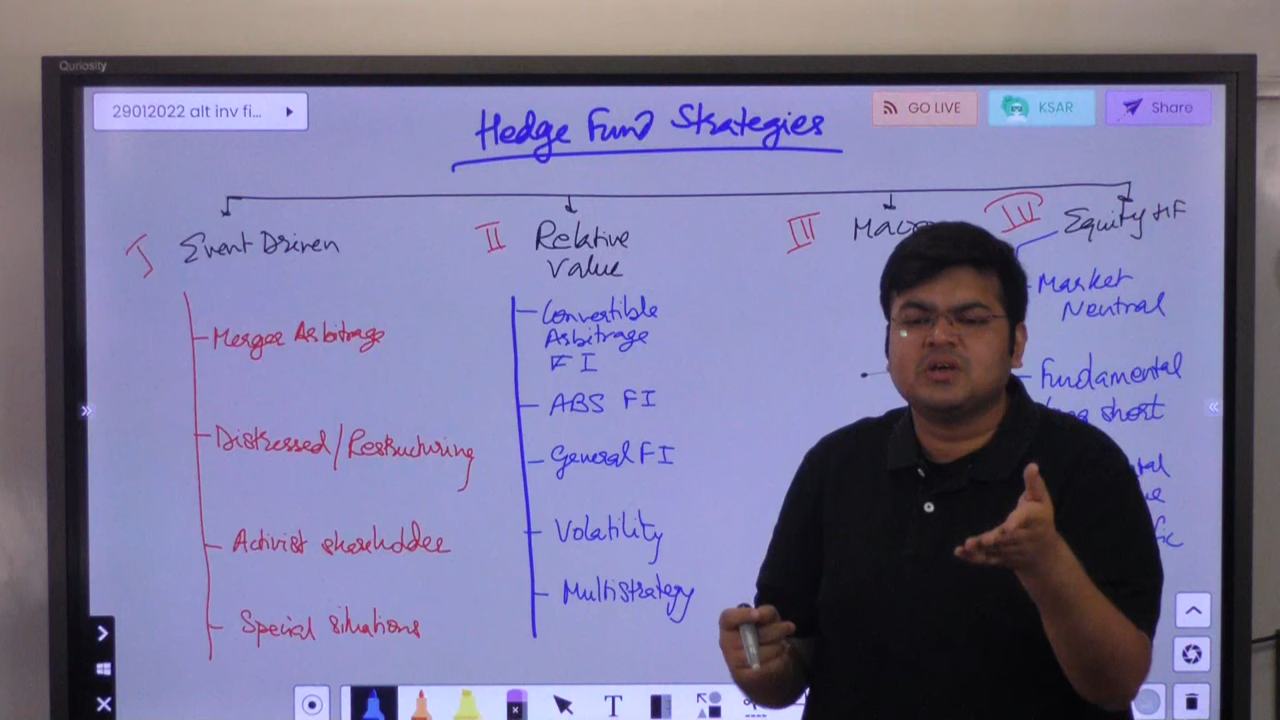 Quriosity
29012022 alt inv fi...
GO LIVE
KSAR
Share
Hedge Fund Strategies
I Event Driven
Merger Arbitrage
Distressed/Restructuring
Activist shareholder
Special situations
II Relative
Value
Convertible
Arbitrage
FI
ABS FI
General FI
Volatility
Multistrategy
III
IV Equity HF
Market
Neutral
Fundamental
short
T